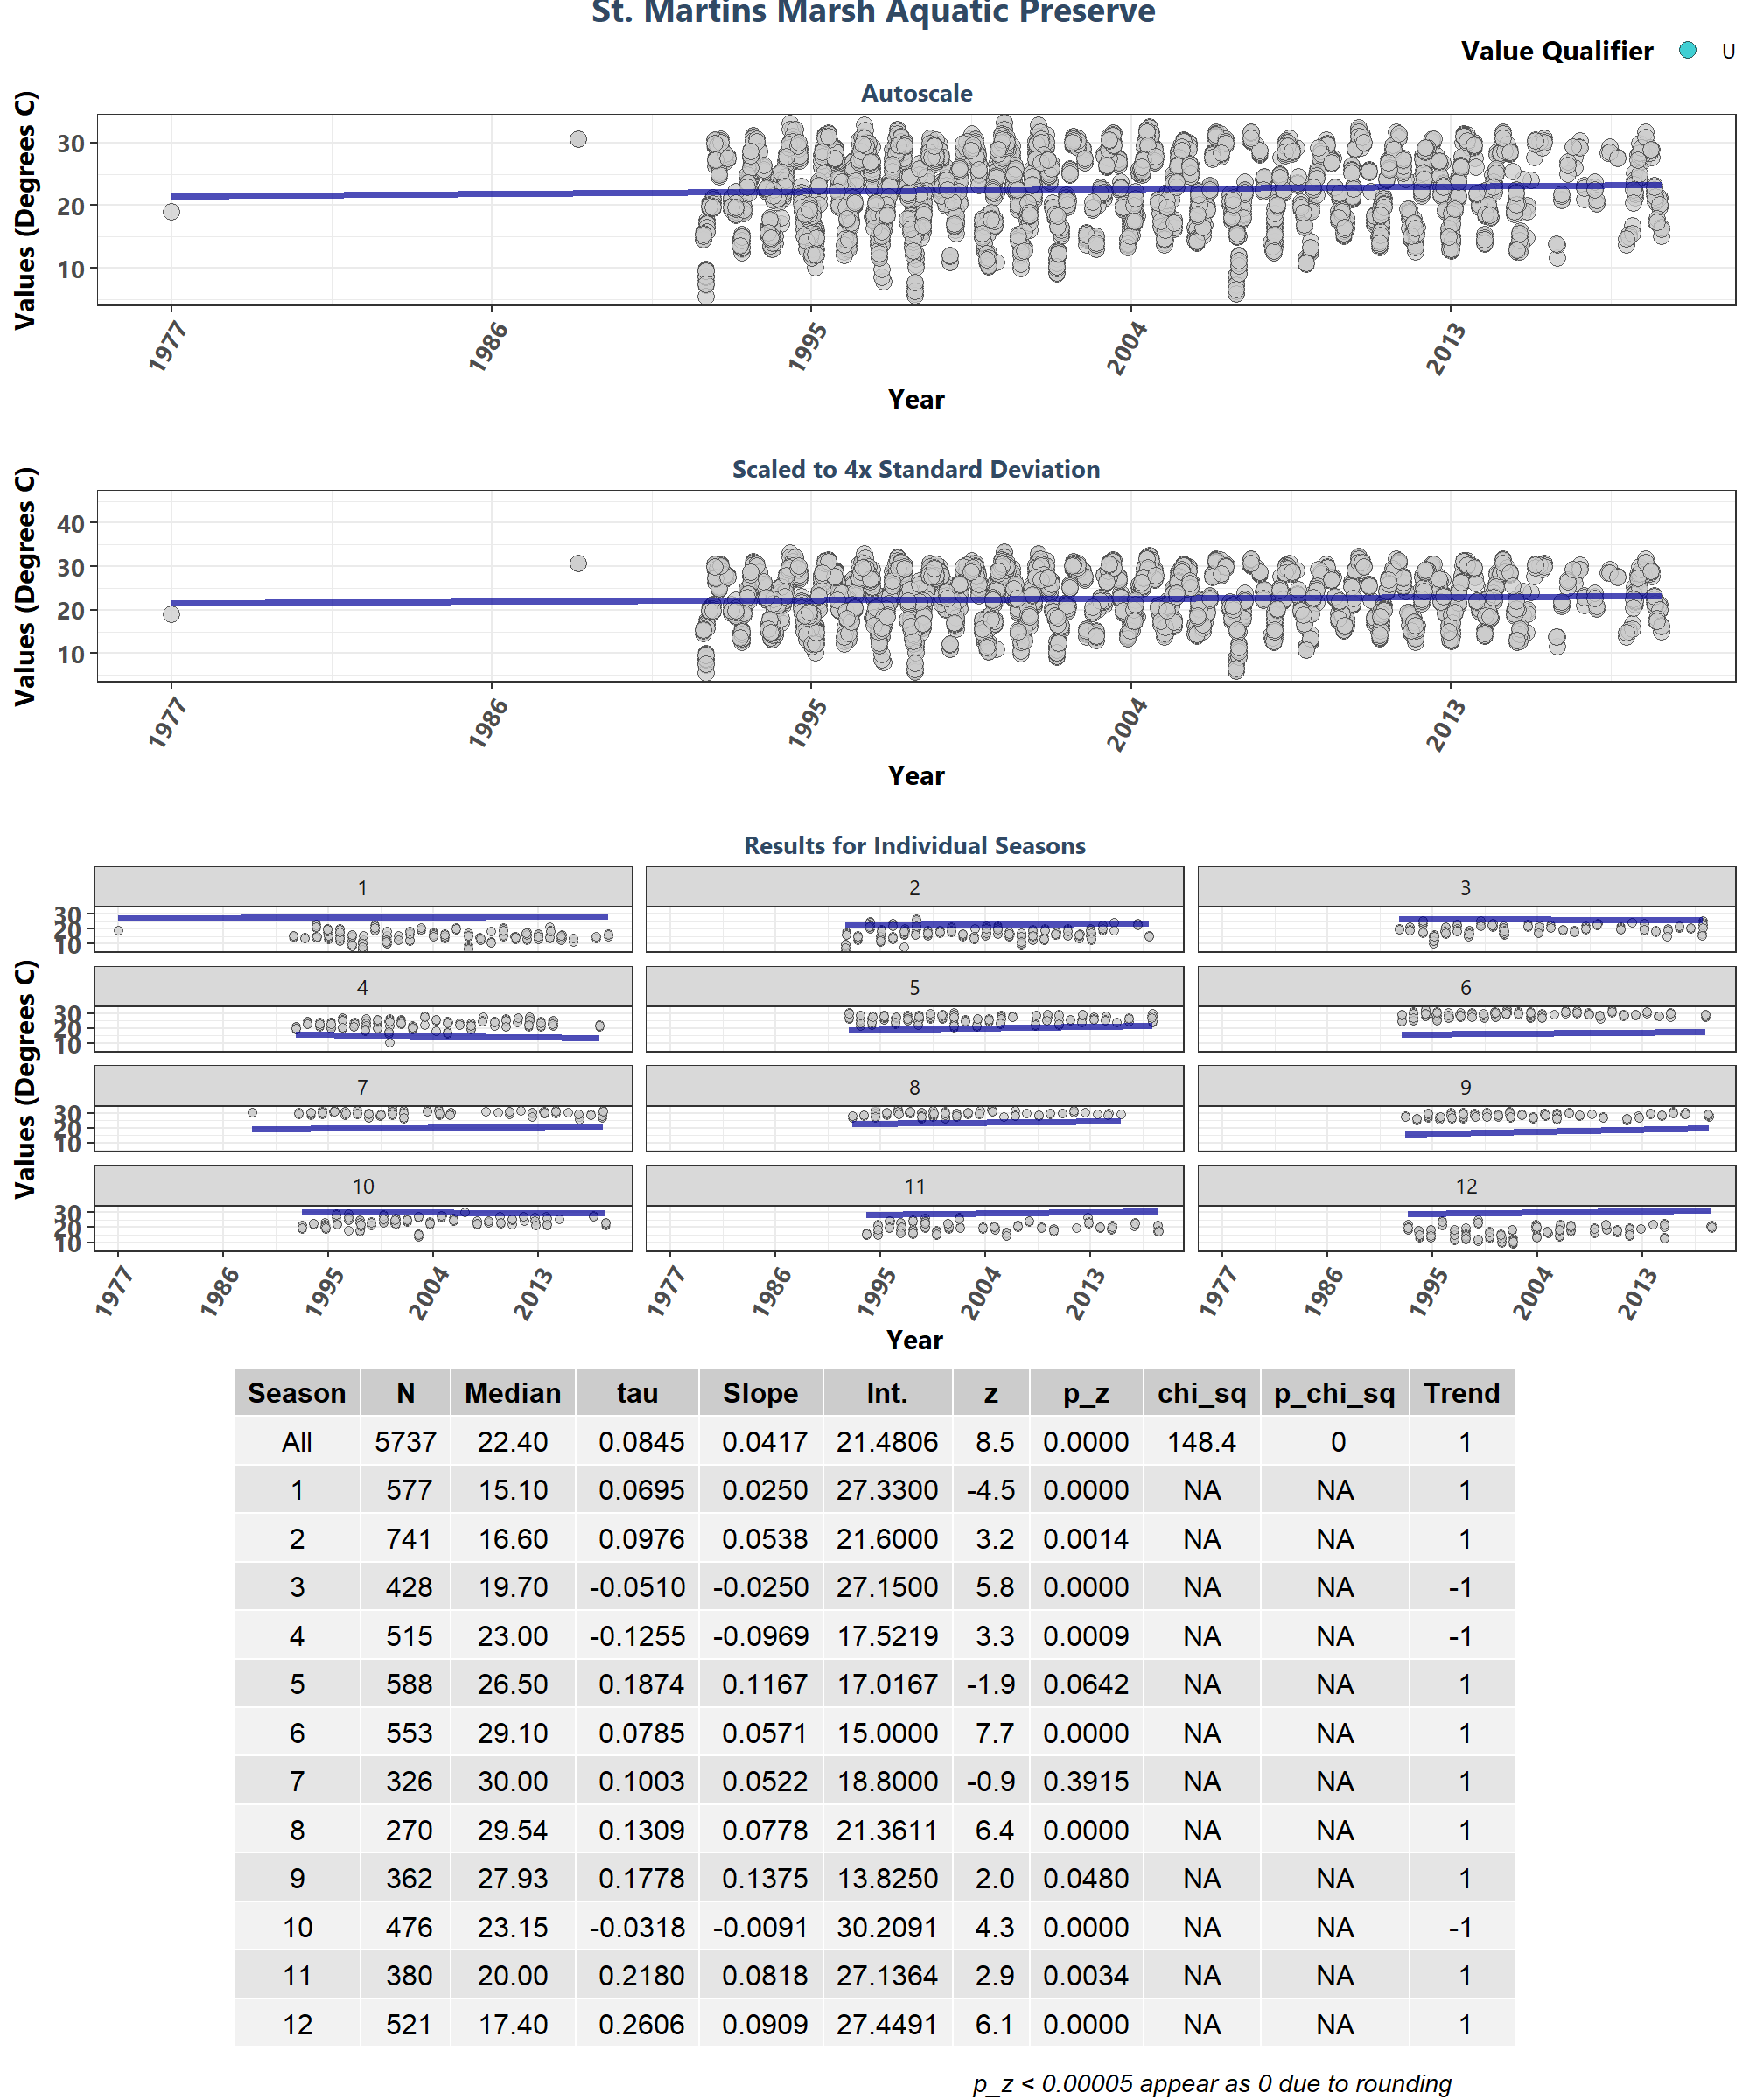 St. Martins Marsh Aquatic Preserve
Value Qualifier U
Autoscale
Values (Degrees C)
30
20
10
1977 1986 1995 2004 2013
Year
Scaled to 4x Standard Deviation
Values (Degrees C)
40
30
20
10
1977 1986 1995 2004 2013
Year
Results for Individual Seasons
Values (Degrees C)
1 2 3
30
20
10
4 5 6
30
20
10
7 8 9
30
20
10
10 11 12
30
20
10
1977 1986 1995 2004 2013 1977 1986 1995 2004 2013 1977 1986 1995 2004 2013
Year
Season N Median tau Slope Int. z p_z chi_sq p_chi_sq Trend
All 5737 22.40 0.0845 0.0417 21.4806 8.5 0.0000 148.4 0 1
1 577 15.10 0.0695 0.0250 27.3300 -4.5 0.0000 NA NA 1
2 741 16.60 0.0976 0.0538 21.6000 3.2 0.0014 NA NA 1
3 428 19.70 -0.0510 -0.0250 27.1500 5.8 0.0000 NA NA -1
4 515 23.00 -0.1255 -0.0969 17.5219 3.3 0.0009 NA NA -1
5 588 26.50 0.1874 0.1167 17.0167 -1.9 0.0642 NA NA 1
6 553 29.10 0.0785 0.0571 15.0000 7.7 0.0000 NA NA 1
7 326 30.00 0.1003 0.0522 18.8000 -0.9 0.3915 NA NA 1
8 270 29.54 0.1309 0.0778 21.3611 6.4 0.0000 NA NA 1
9 362 27.93 0.1778 0.1375 13.8250 2.0 0.0480 NA NA 1
10 476 23.15 -0.0318 -0.0091 30.2091 4.3 0.0000 NA NA -1
11 380 20.00 0.2180 0.0818 27.1364 2.9 0.0034 NA NA 1
12 521 17.40 0.2606 0.0909 27.4491 6.1 0.0000 NA NA 1
p_z < 0.00005 appear as 0 due to rounding